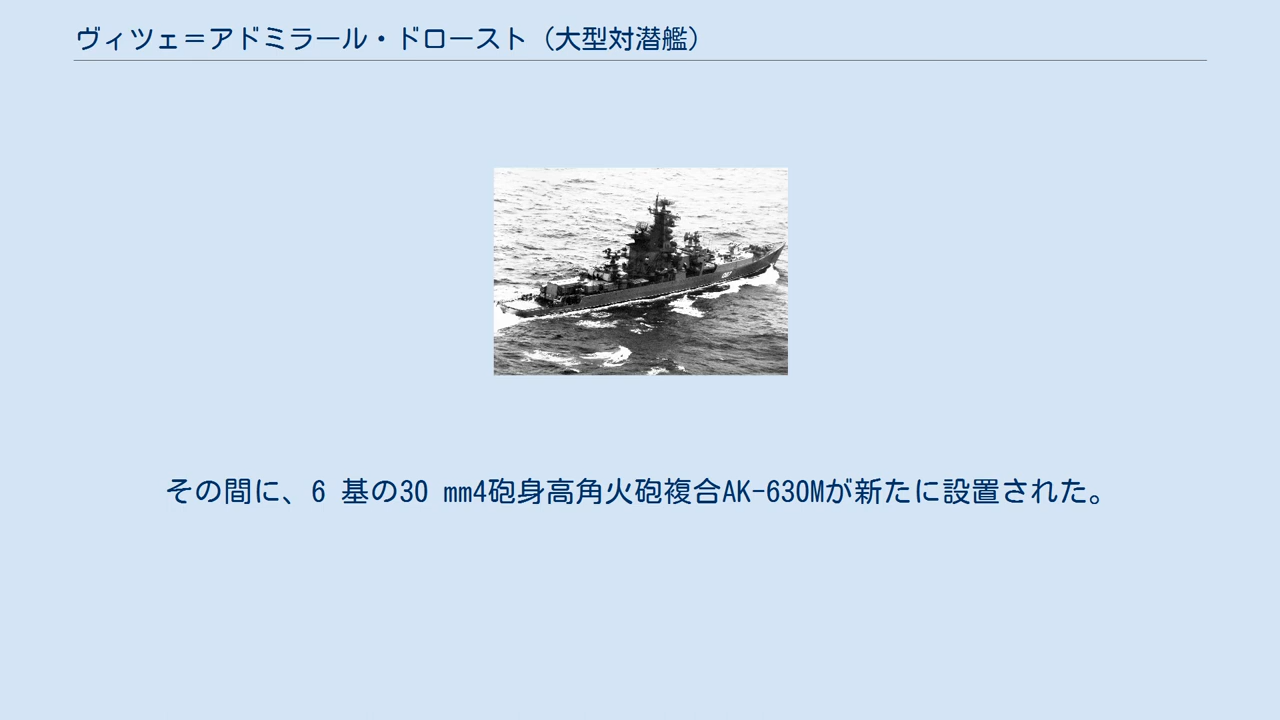 ヴィツェ＝アドミラール・ドロースト（大型対潜艦）
その間に、6 基の30 mm4砲身高角火砲複合AK-630Mが新たに設置された。